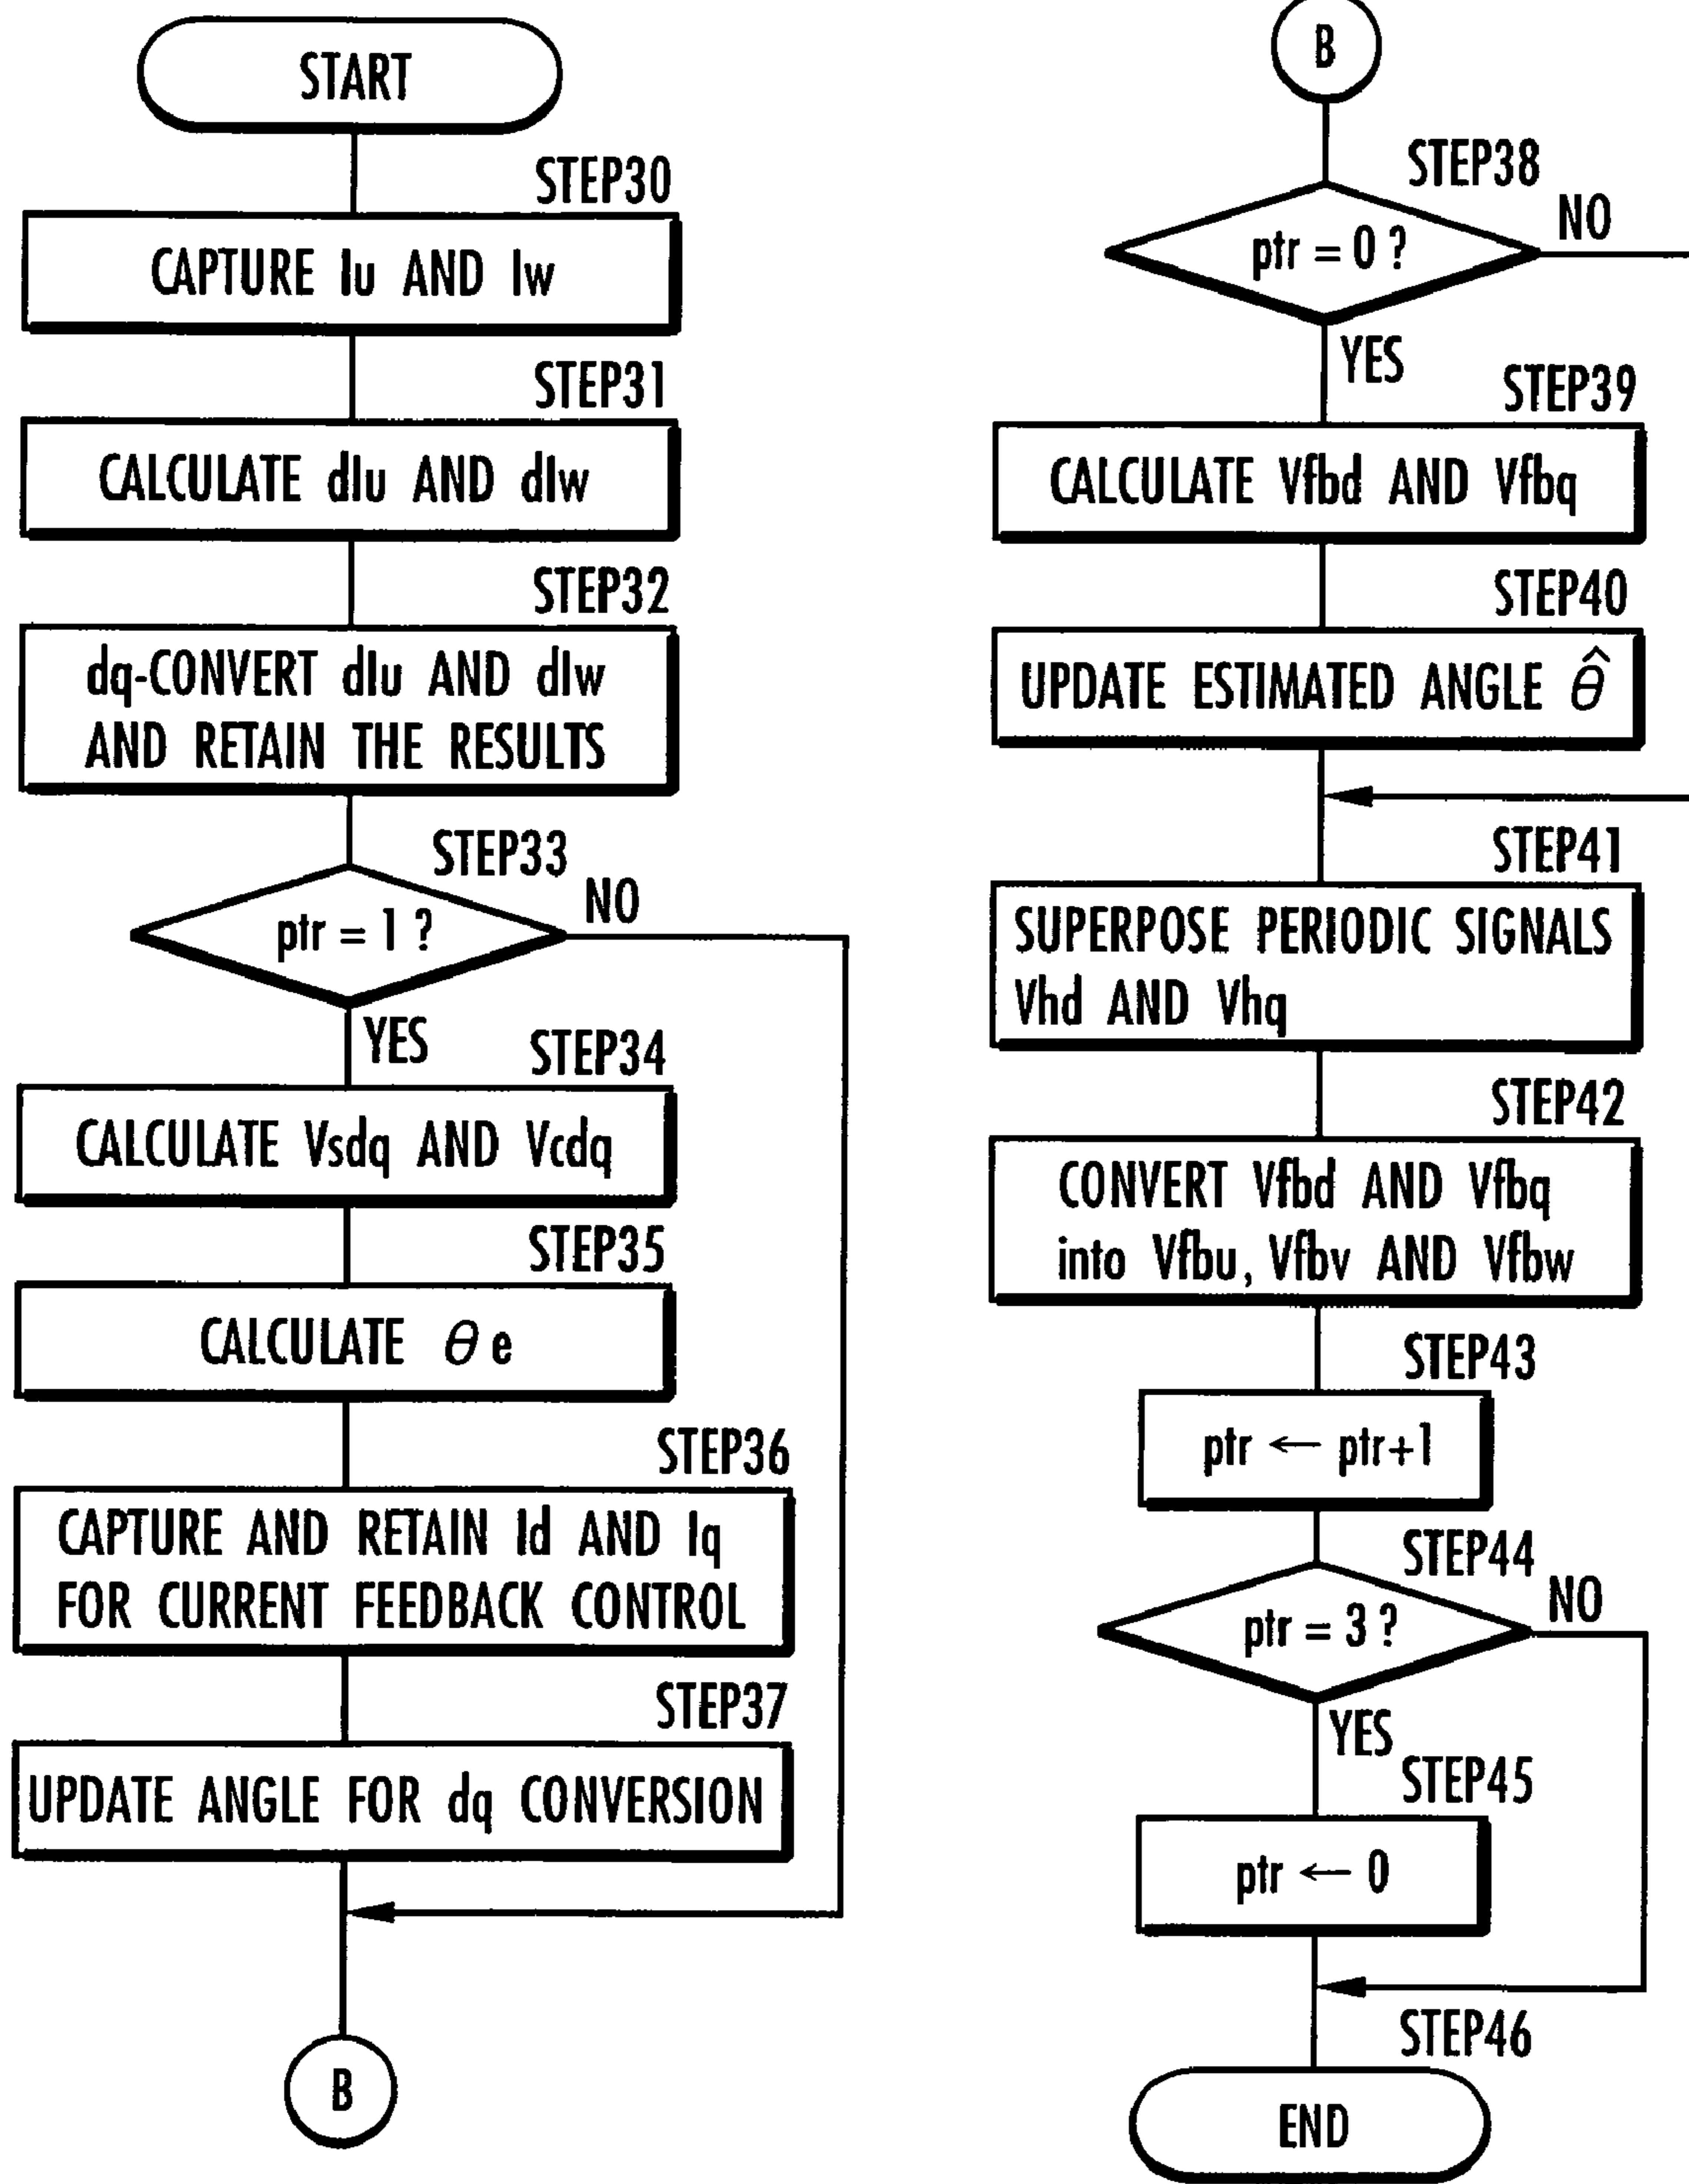 START
STEP30
CAPTURE Iu AND Iw
STEP31
CALCULATE dIu AND dIw
STEP32
dq-CONVERT dIu AND dIw
AND RETAIN THE RESULTS
STEP33
ptr = 1 ?
NO
YES
STEP34
CALCULATE Vsdq AND Vcdq
STEP35
CALCULATE θe
STEP36
CAPTURE AND RETAIN Id AND Iq
FOR CURRENT FEEDBACK CONTROL
STEP37
UPDATE ANGLE FOR dq CONVERSION
B
B
STEP38
ptr = 0 ?
NO
YES
STEP39
CALCULATE Vfbd AND Vfbq
STEP40
UPDATE ESTIMATED ANGLE θ̂
STEP41
SUPERPOSE PERIODIC SIGNALS
Vhd AND Vhq
STEP42
CONVERT Vfbd AND Vfbq
into Vfbu, Vfbv AND Vfbw
STEP43
ptr ← ptr+1
STEP44
ptr = 3 ?
NO
YES
STEP45
ptr ← 0
STEP46
END